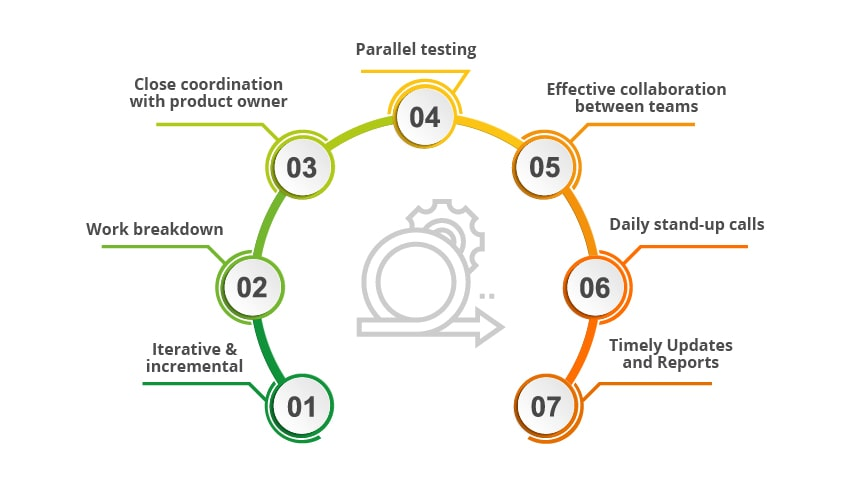 Iterative &
incremental
01
Work breakdown
02
Close coordination
with product owner
03
Parallel testing
04
Effective collaboration
between teams
05
Daily stand-up calls
06
Timely Updates
and Reports
07